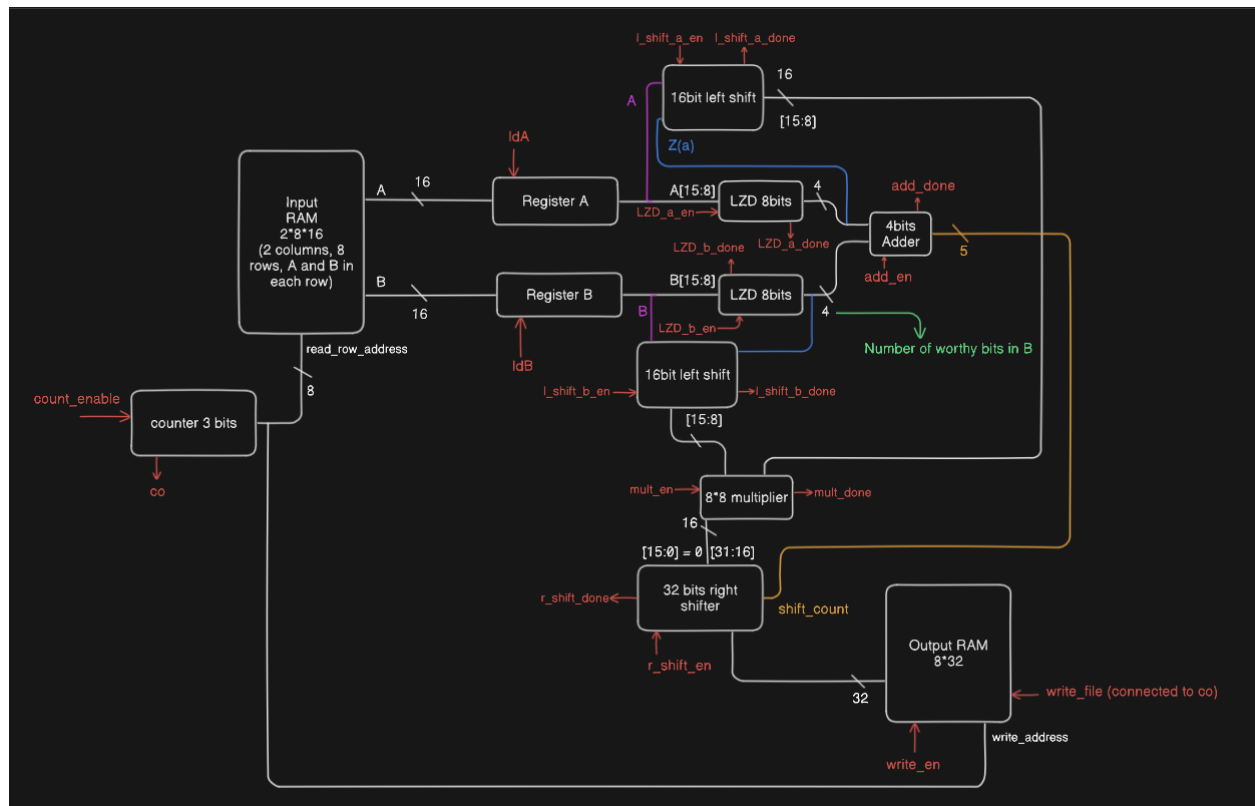 l_shift_a_en
l_shift_a_done
16bit left shift
16
[15:8]
A
Z(a)
ldA
Input
RAM
2*8*16
(2 columns, 8
rows, A and B in
each row)
A
16
Register A
A[15:8]
LZD 8bits
4
LZD_a_en
LZD_a_done
add_done
4bits
Adder
5
add_en
LZD_b_done
B
16
Register B
B[15:8]
LZD 8bits
4
LZD_b_en
B
ldB
Number of worthy bits in B
read_row_address
8
16bit left shift
l_shift_b_en
l_shift_b_done
count_enable
counter 3 bits
co
[15:8]
mult_en
8*8 multiplier
mult_done
16
[15:0] = 0
[31:16]
32 bits right
shifter
r_shift_done
shift_count
r_shift_en
Output RAM
8*32
32
write_file (connected to co)
write_address
write_en